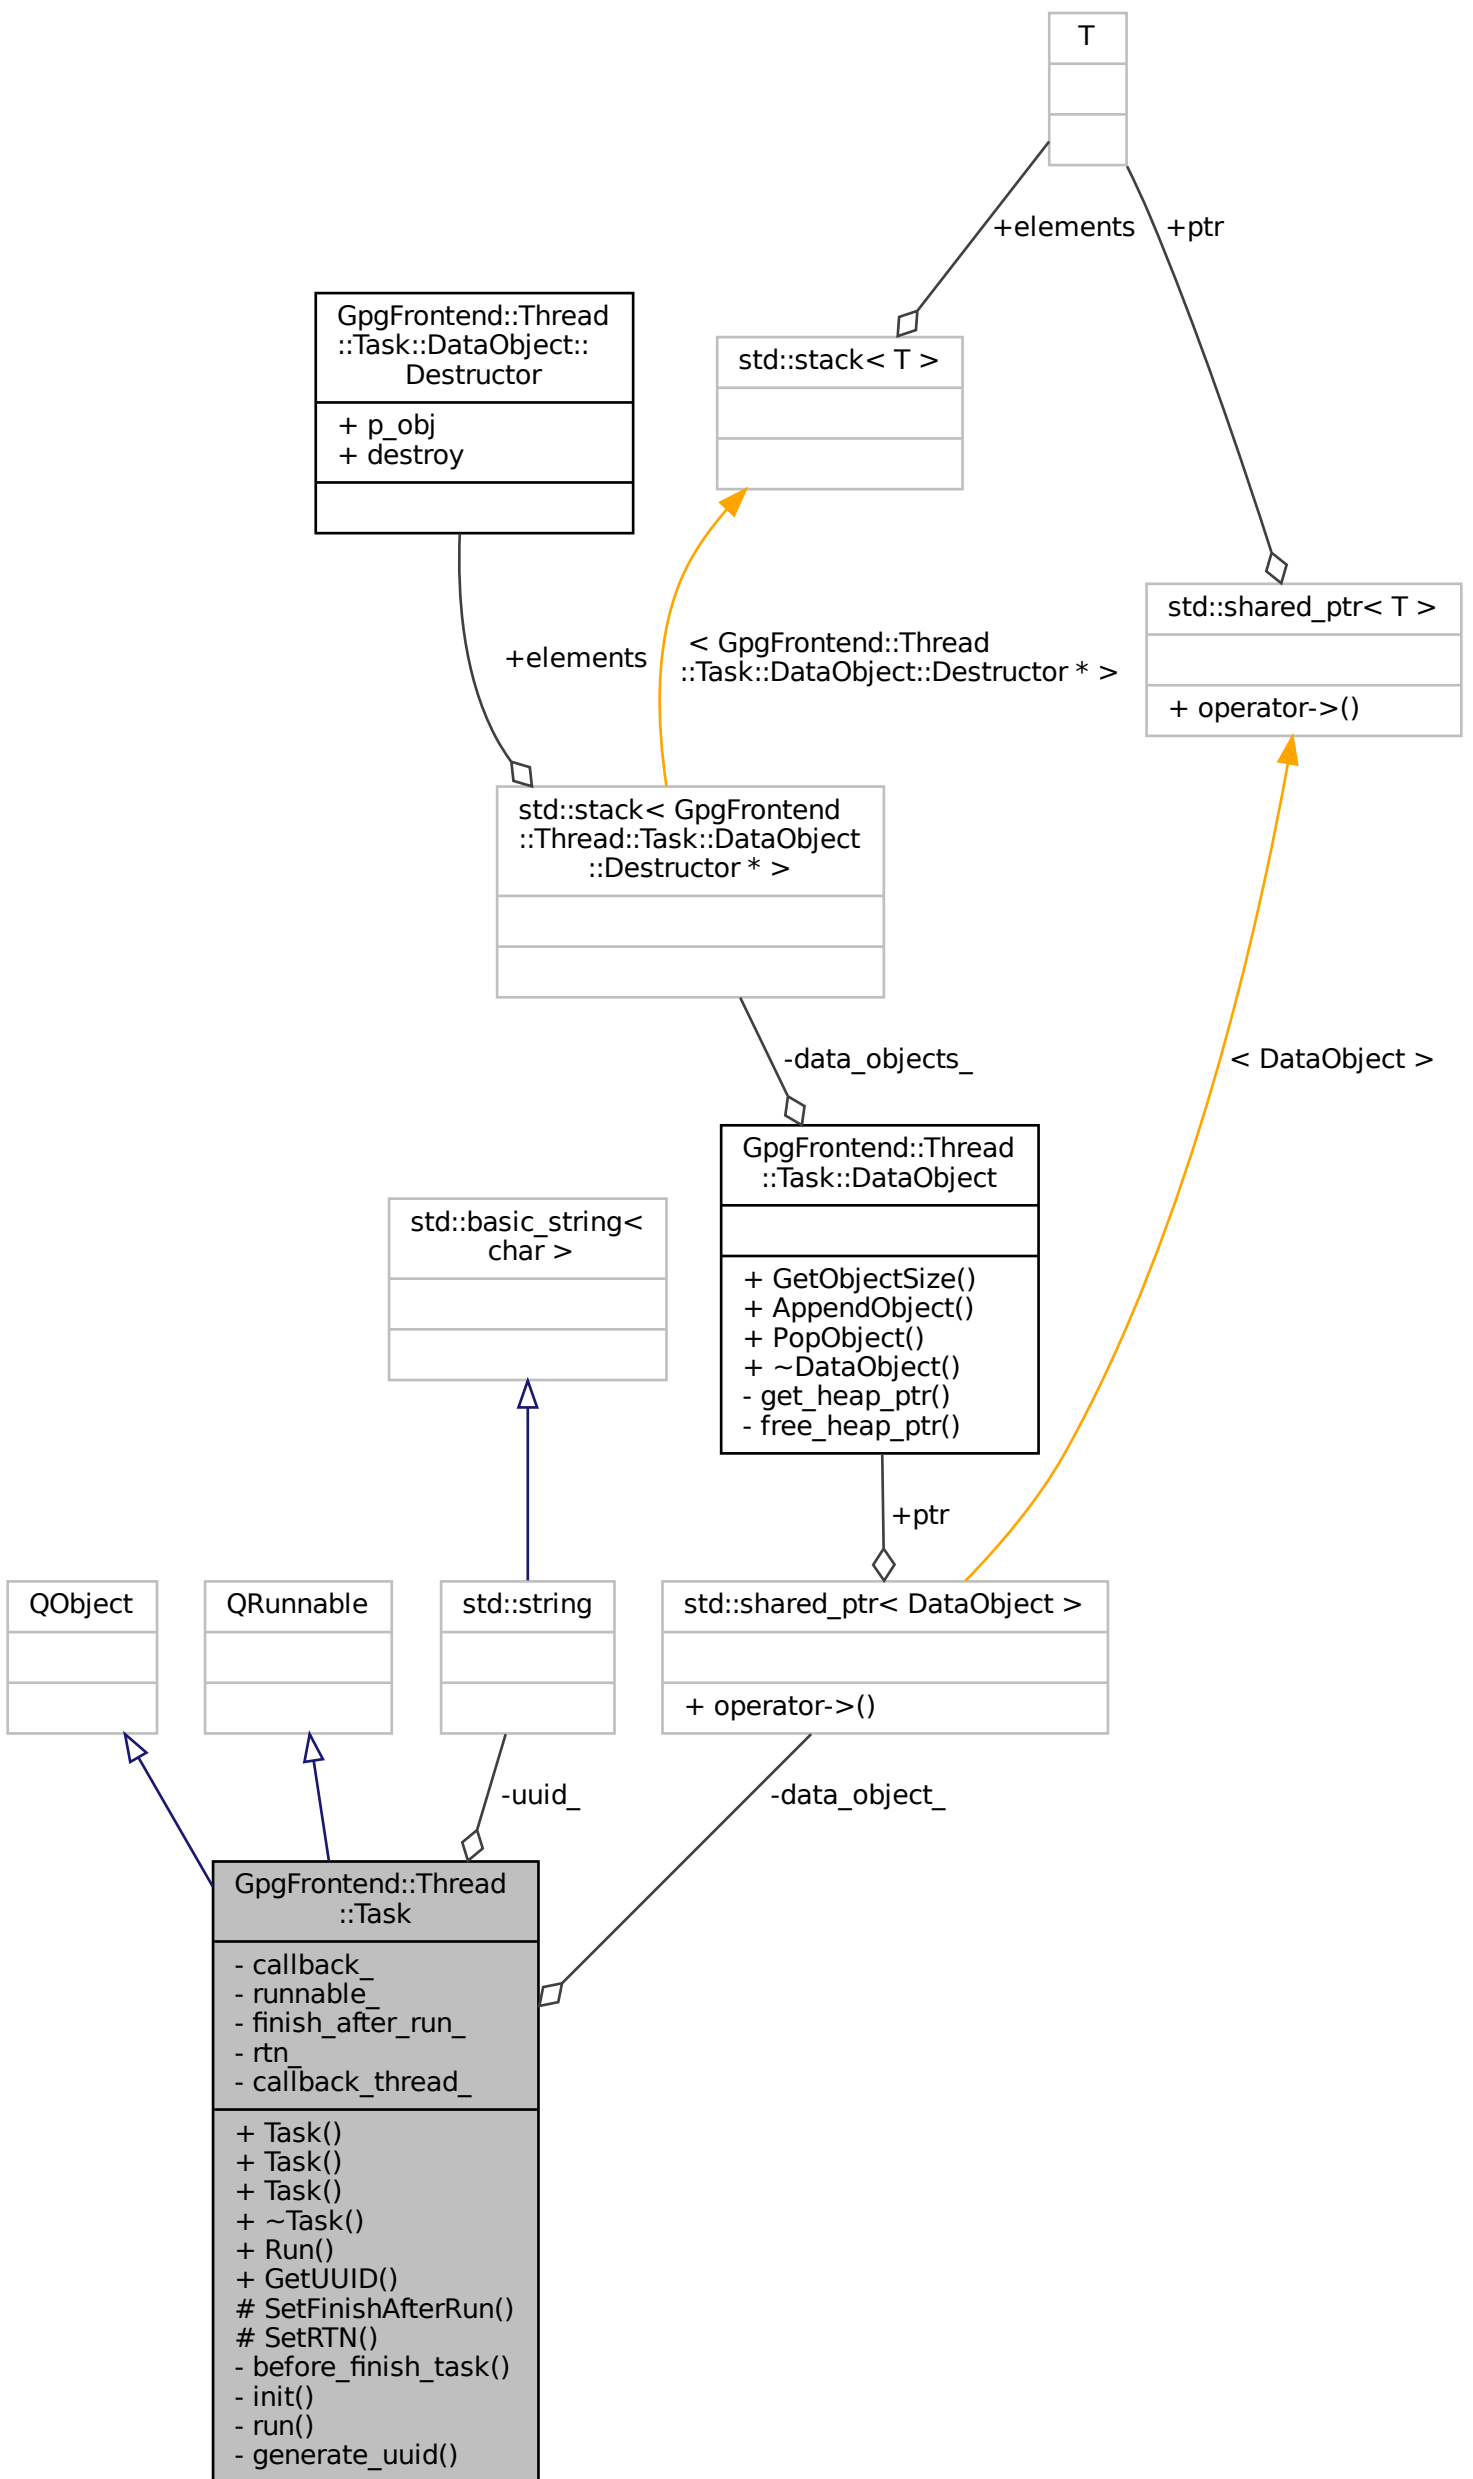 T
+elements
+ptr
GpgFrontend::Thread
::Task::DataObject::
Destructor
+ p_obj
+ destroy
std::stack< T >
std::shared_ptr< T >
+ operator->()
+elements
< GpgFrontend::Thread
::Task::DataObject::Destructor * >
std::stack< GpgFrontend
::Thread::Task::DataObject
::Destructor * >
-data_objects_
< DataObject >
GpgFrontend::Thread
::Task::DataObject
+ GetObjectSize()
+ AppendObject()
+ PopObject()
+ ~DataObject()
- get_heap_ptr()
- free_heap_ptr()
std::basic_string<
char >
+ptr
QObject
QRunnable
std::string
std::shared_ptr< DataObject >
+ operator->()
-uuid_
-data_object_
GpgFrontend::Thread
::Task
- callback_
- runnable_
- finish_after_run_
- rtn_
- callback_thread_
+ Task()
+ Task()
+ Task()
+ ~Task()
+ Run()
+ GetUUID()
# SetFinishAfterRun()
# SetRTN()
- before_finish_task()
- init()
- run()
- generate_uuid()